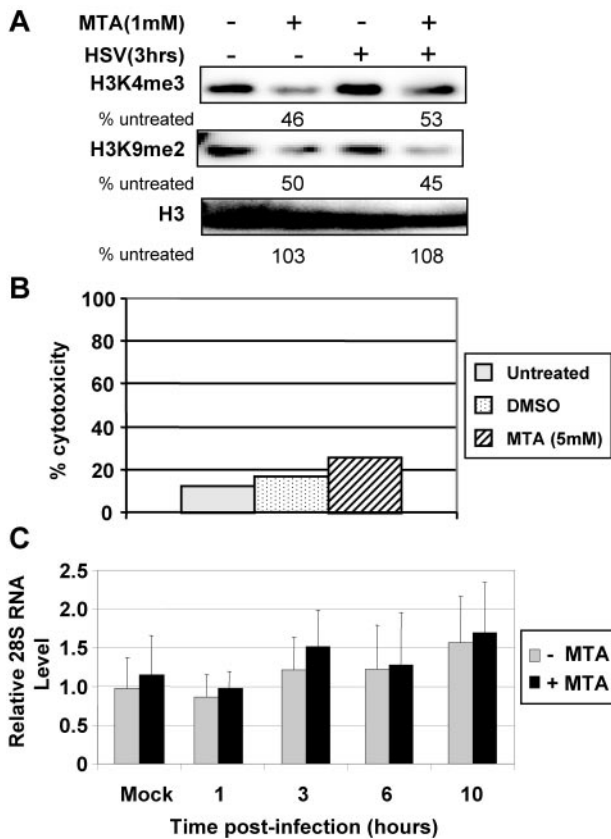 A
MTA(1mM) - + - +
HSV(3hrs) - - + +
H3K4me3
% untreated 46 53
H3K9me2
% untreated 50 45
H3
% untreated 103 108
B
% cytotoxicity
100
80
60
40
20
0
Untreated
DMSO
MTA (5mM)
C
Relative 28S RNA
Level
2.5
2.0
1.5
1.0
0.5
0
- MTA
+ MTA
Mock 1 3 6 10
Time post-infection (hours)